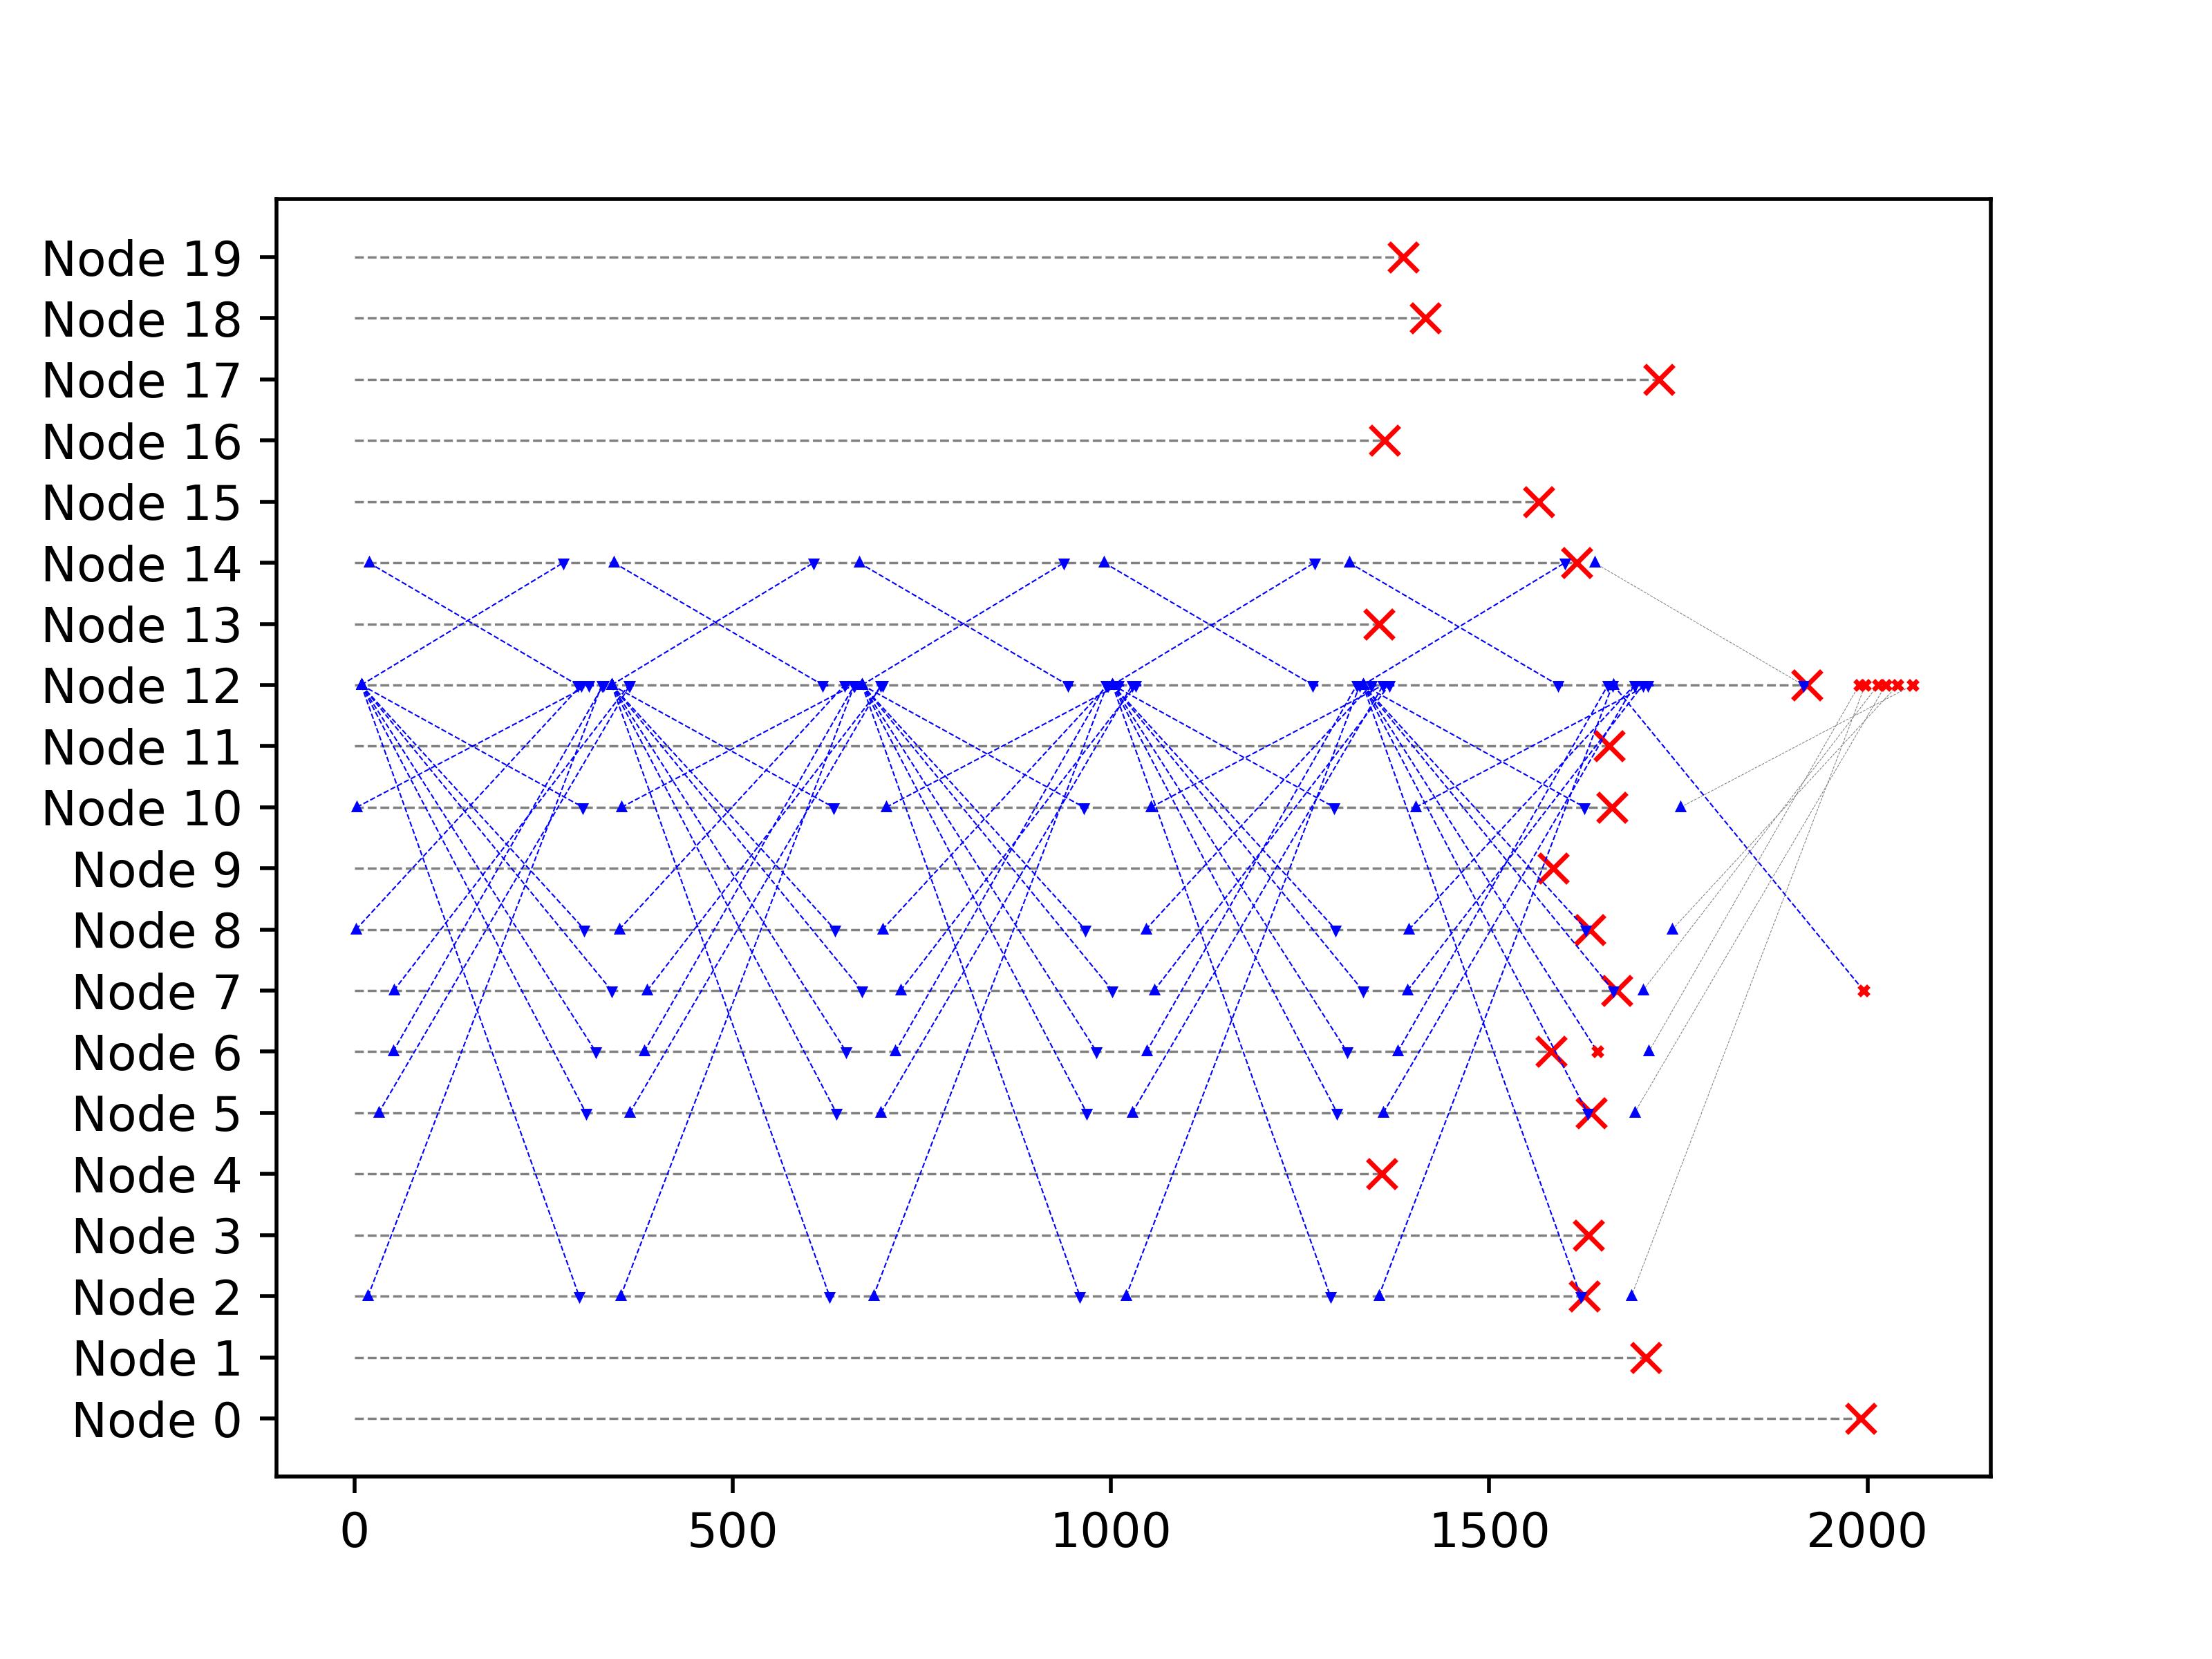 Node 19
Node 18
Node 17
Node 16
Node 15
Node 14
Node 13
Node 12
Node 11
Node 10
Node 9
Node 8
Node 7
Node 6
Node 5
Node 4
Node 3
Node 2
Node 1
Node 0
0 500 1000 1500 2000